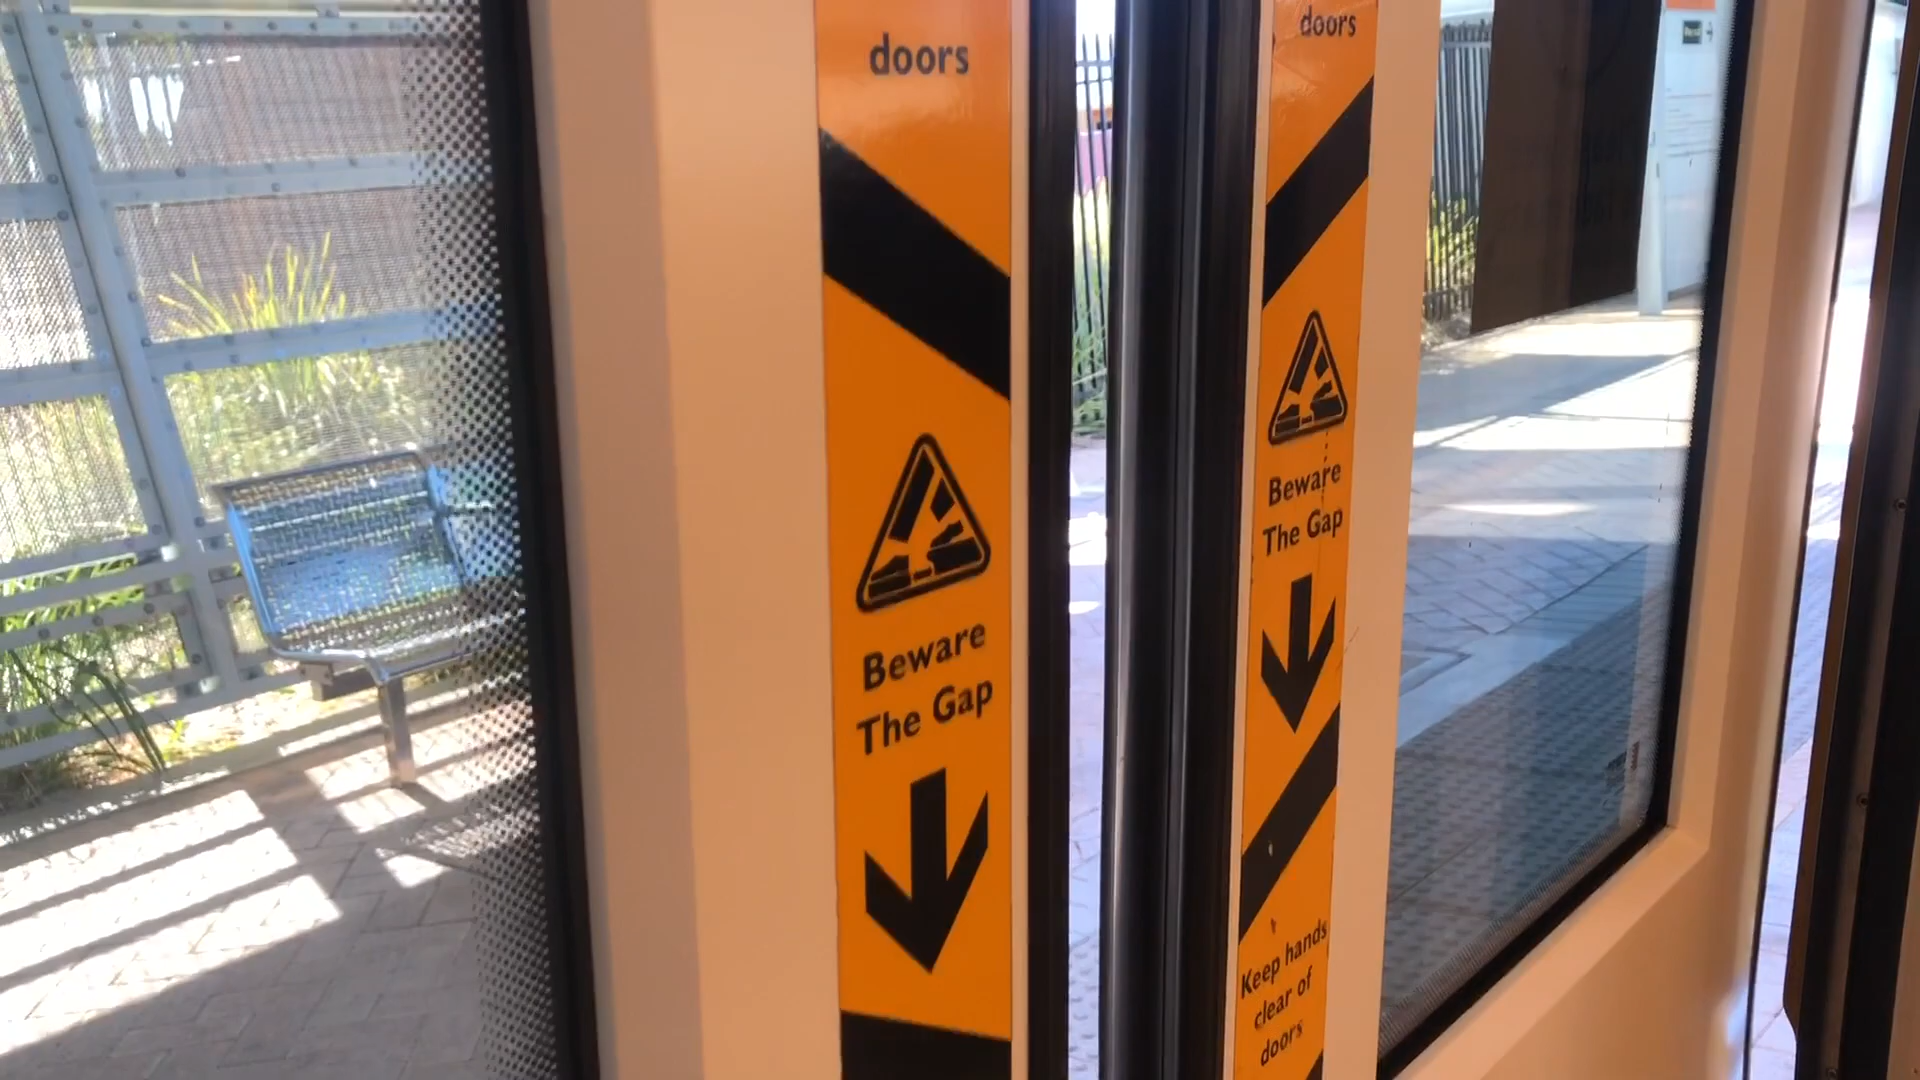 doors
Beware
The Gap
doors
Beware
The Gap
Keep hands
clear of
doors